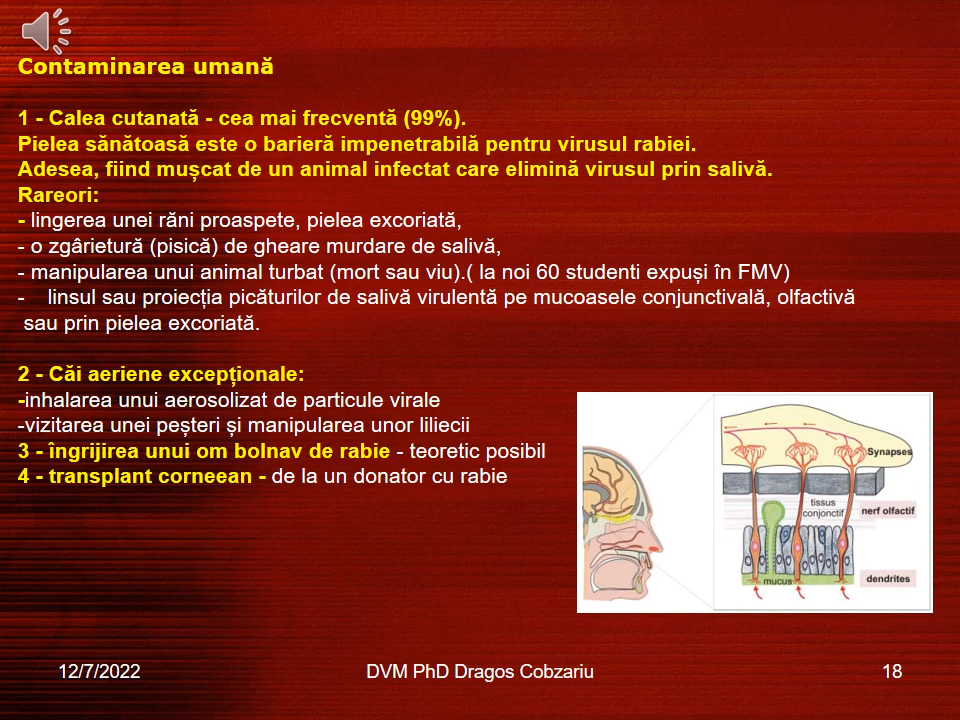 Contaminarea umană
1 - Calea cutanată - cea mai frecventă (99%).
Pielea sănătoasă este o barieră impenetrabilă pentru virusul rabiei.
Adesea, fiind mușcat de un animal infectat care elimină virusul prin salivă.
Rareori:
- lingerea unei răni proaspete, pielea excoriată,
- o zgârietură (pisică) de gheare murdare de salivă,
- manipularea unui animal turbat (mort sau viu).( la noi 60 studenti expuși în FMV)
- linsul sau proiecția picăturilor de salivă virulentă pe mucoasele conjunctivală, olfactivă
sau prin pielea excoriată.
2 - Căi aeriene excepționale:
-inhalarea unui aerosolizat de particule virale
-vizitarea unei peșteri și manipularea unor liliecii
3 - îngrijirea unui om bolnav de rabie - teoretic posibil
4 - transplant corneean - de la un donator cu rabie
Synapses
tissus
conjonctif
nerf olfactif
mucus
dendrites
12/7/2022
DVM PhD Dragos Cobzariu
18